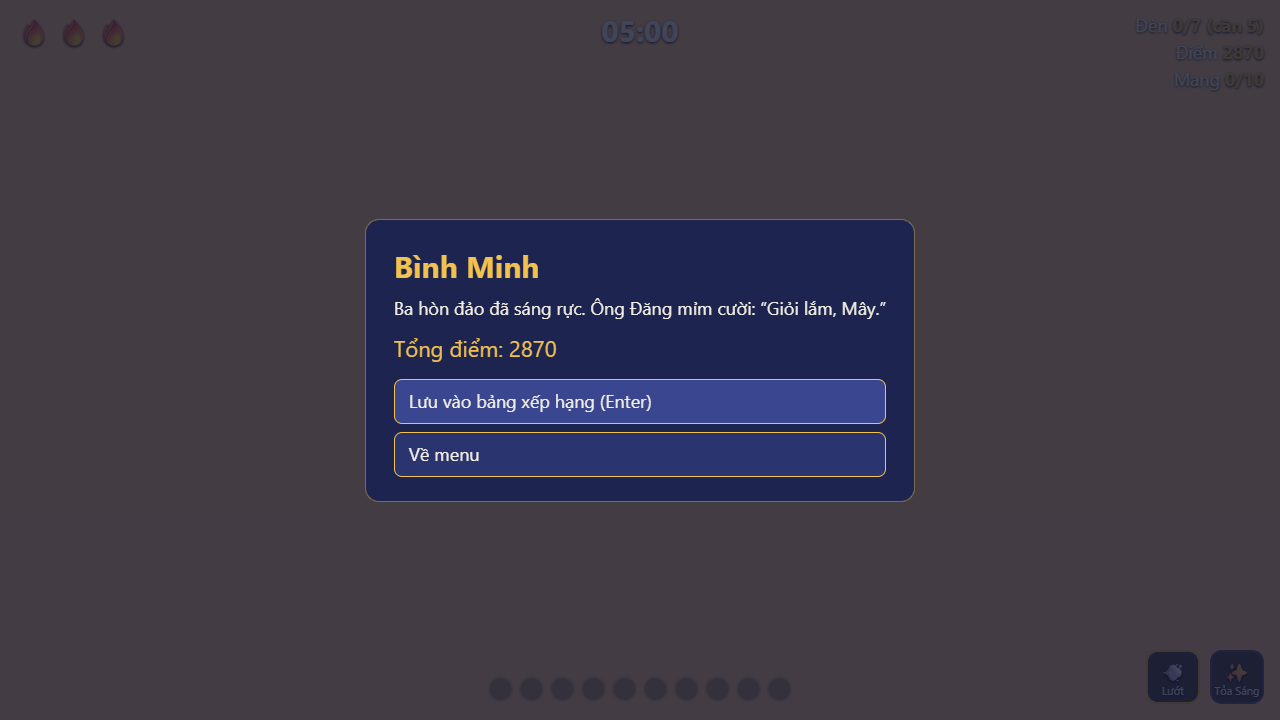 05:00
Đèn 0/7 (cần 5)
Điểm 2870
Mảng 0/10
Bình Minh
Ba hòn đảo đã sáng rực. Ông Đăng mỉm cười: “Giỏi lắm, Mây.”
Tổng điểm: 2870
Lưu vào bảng xếp hạng (Enter)
Về menu
Lướt
Tỏa Sáng